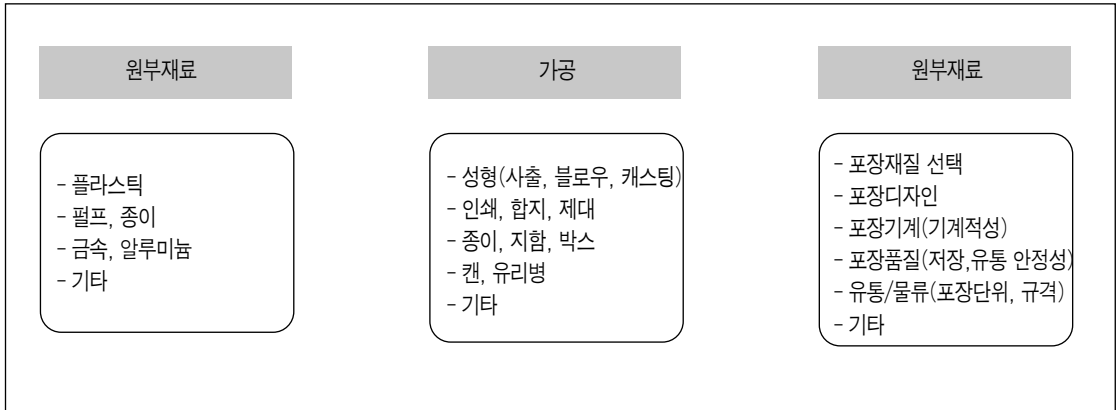 원부재료
- 플라스틱
- 펄프, 종이
- 금속, 알루미늄
- 기타
가공
- 성형(사출, 블로우, 캐스팅)
- 인쇄, 합지, 제대
- 종이, 지함, 박스
- 캔, 유리병
- 기타
원부재료
- 포장재질 선택
- 포장디자인
- 포장기계(기계적성)
- 포장품질(저장,유통 안정성)
- 유통/물류(포장단위, 규격)
- 기타